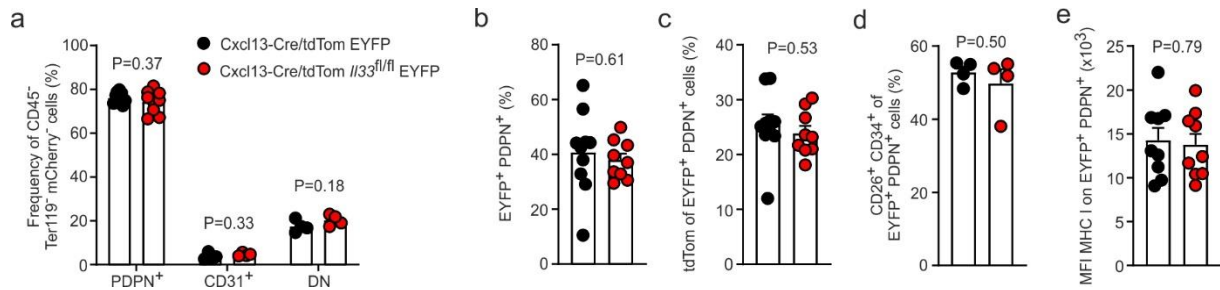 a
Cxcl13-Cre/tdTom EYFP
Cxcl13-Cre/tdTom Il33fl/fl EYFP
Frequency of CD45-
Ter119- mCherry- cells (%)
100
80
60
40
20
0
P=0.37
P=0.33
P=0.18
PDPN+
CD31+
DN
b
EYFP+ PDPN+ (%)
80
60
40
20
0
P=0.61
c
tdTom of EYFP+ PDPN+ cells (%)
40
30
20
10
0
P=0.53
d
CD26+ CD34+ of
EYFP+ PDPN+ cells (%)
60
40
20
0
P=0.50
e
MFI MHC I on EYFP+ PDPN+ (x10³)
25
20
15
10
5
0
P=0.79